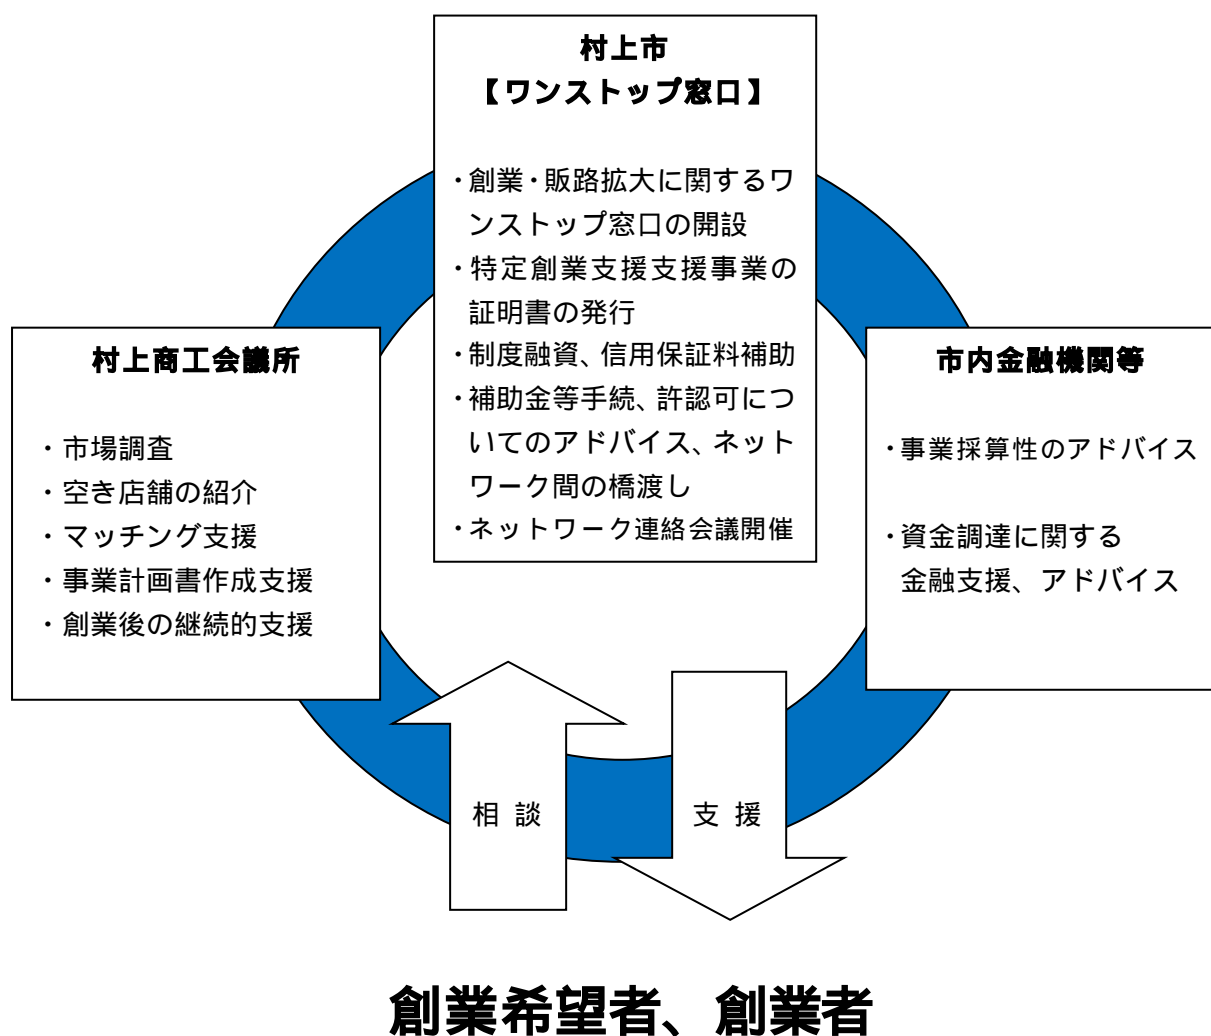 村上市
【ワンストップ窓口】
・創業・販路拡大に関するワ
ンストップ窓口の開設
・特定創業支援支援事業の
証明書の発行
・制度融資、信用保証料補助
・補助金等手続、許認可につ
いてのアドバイス、ネット
ワーク間の橋渡し
・ネットワーク連絡会議開催
村上商工会議所
・市場調査
・空き店舗の紹介
・マッチング支援
・事業計画書作成支援
・創業後の継続的支援
市内金融機関等
・事業採算性のアドバイス
・資金調達に関する
金融支援、アドバイス
相 談
支 援
創業希望者、創業者